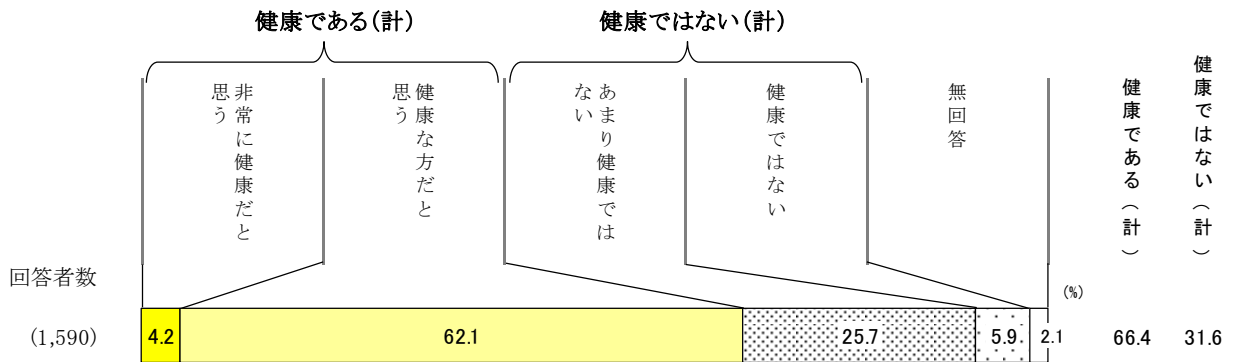 健康である（計）
健康ではない（計）
非常に健康だと
思う
健康な方だと
思う
あまり健康では
ない
健康ではない
無回答
健康である（計）
健康ではない（計）
回答者数
(%)
(1,590)
4.2
62.1
25.7
5.9
2.1
66.4
31.6